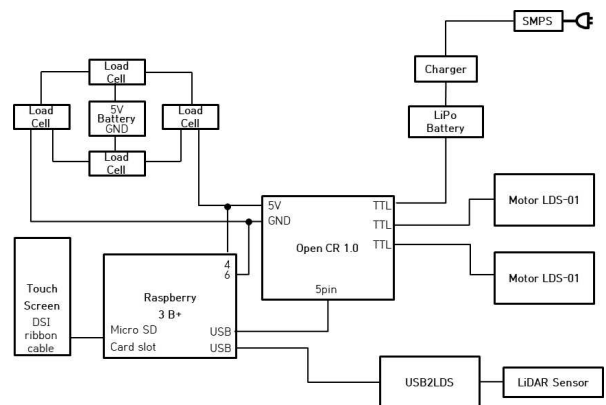 SMPS
Charger
LiPo
Battery
Load
Cell
5V
Battery
GND
Load
Cell
Load
Cell
Load
Cell
5V
GND
Open CR 1.0
TTL
TTL
TTL
5pin
Motor LDS-01
Motor LDS-01
4
6
Raspberry
3 B+
Micro SD
Card slot
USB
USB
Touch
Screen
DSI
ribbon
cable
USB2LDS
LiDAR Sensor